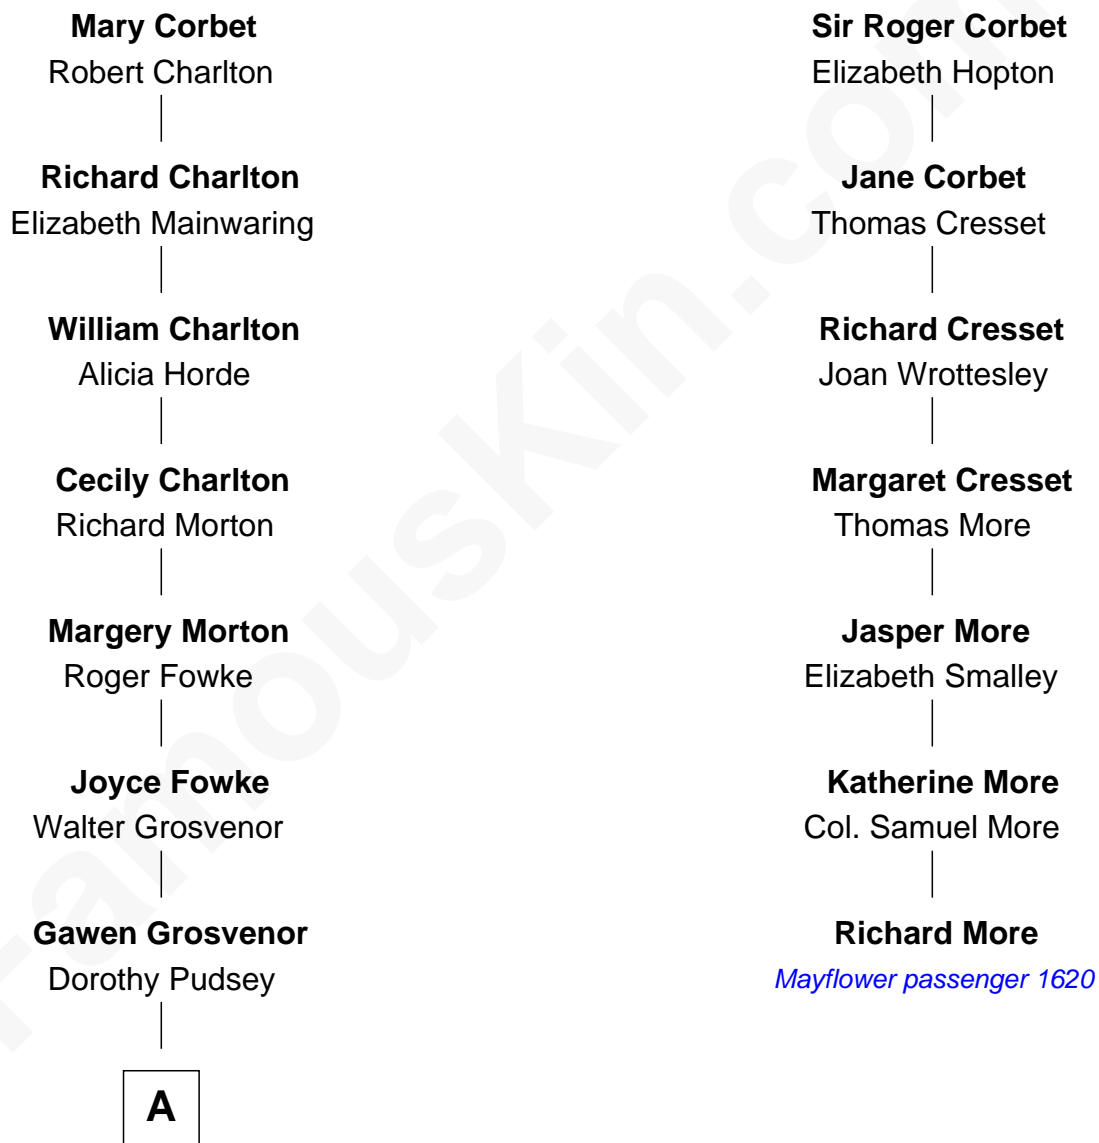 Mary Corbet
Robert Charlton
Richard Charlton
Elizabeth Mainwaring
William Charlton
Alicia Horde
Cecily Charlton
Richard Morton
Margery Morton
Roger Fowke
Joyce Fowke
Walter Grosvenor
Gawen Grosvenor
Dorothy Pudsey
A
Sir Roger Corbet
Elizabeth Hopton
Jane Corbet
Thomas Cresset
Richard Cresset
Joan Wrottesley
Margaret Cresset
Thomas More
Jasper More
Elizabeth Smalley
Katherine More
Col. Samuel More
Richard More
Mayflower passenger 1620
FamousKin.com